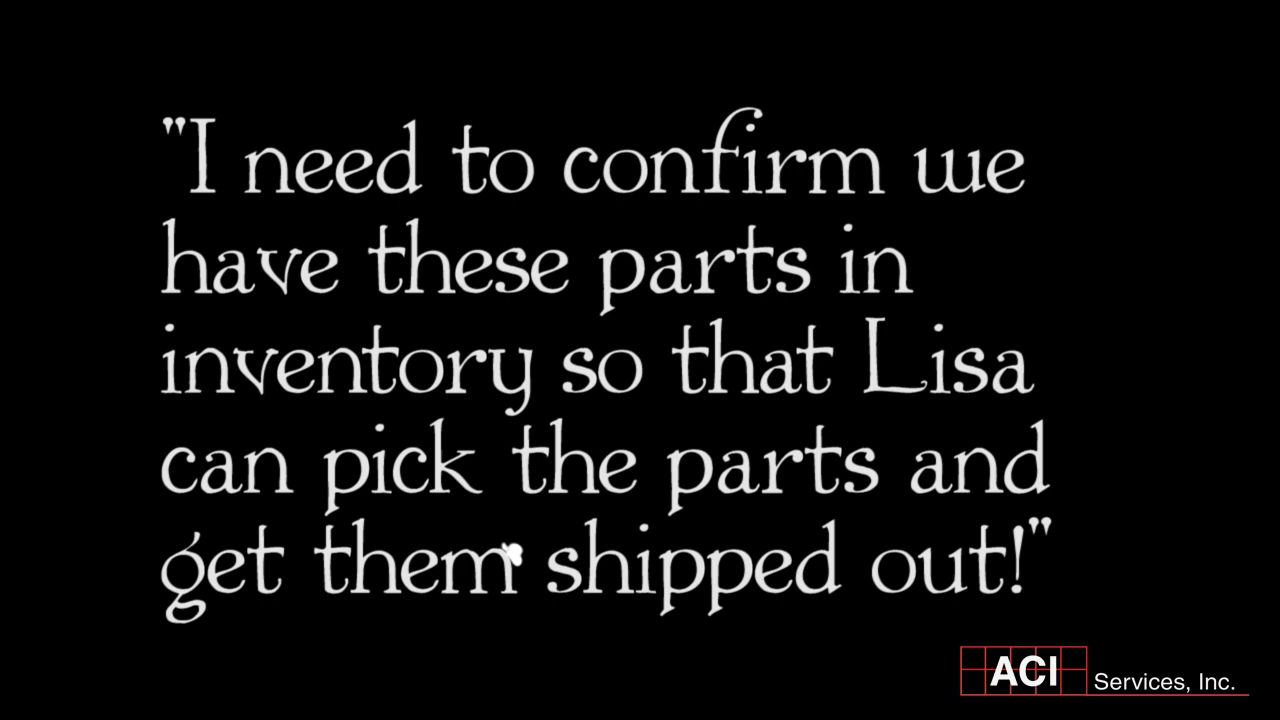 "I need to confirm we
have these parts in
inventory so that Lisa
can pick the parts and
get them shipped out!"
ACI Services, Inc.